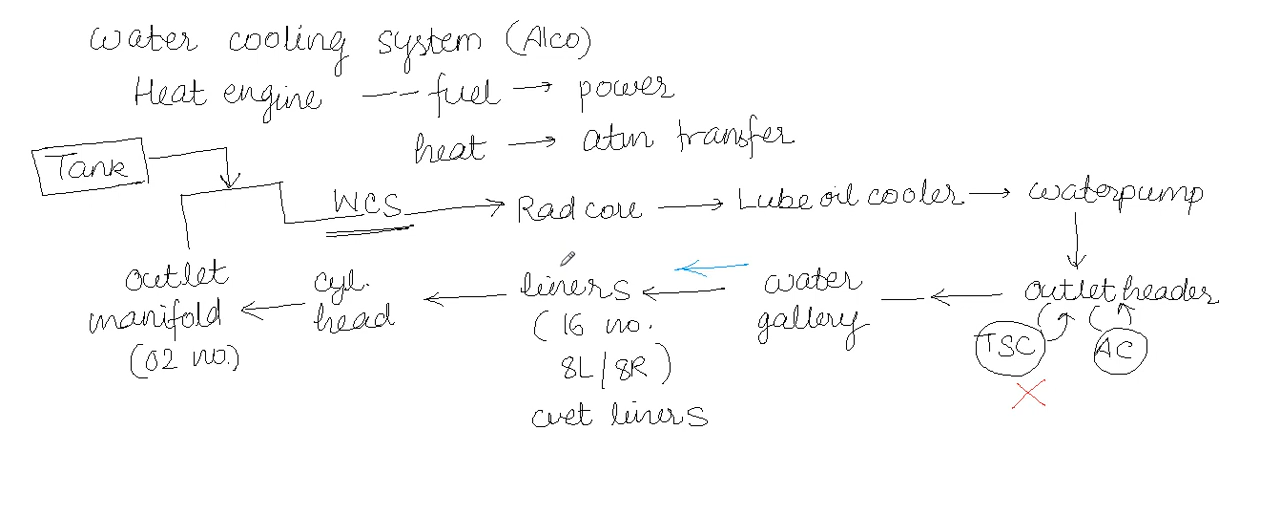 Water cooling system (Alco)
Heat engine -- fuel → power
heat → atm transfer
Tank
WCS → Rad core → Lube oil cooler → waterpump
outlet manifold (02 no.)
cyl. head
liners (16 no. 8L/8R)
wet liners
water gallery
outlet header
TSC
AC